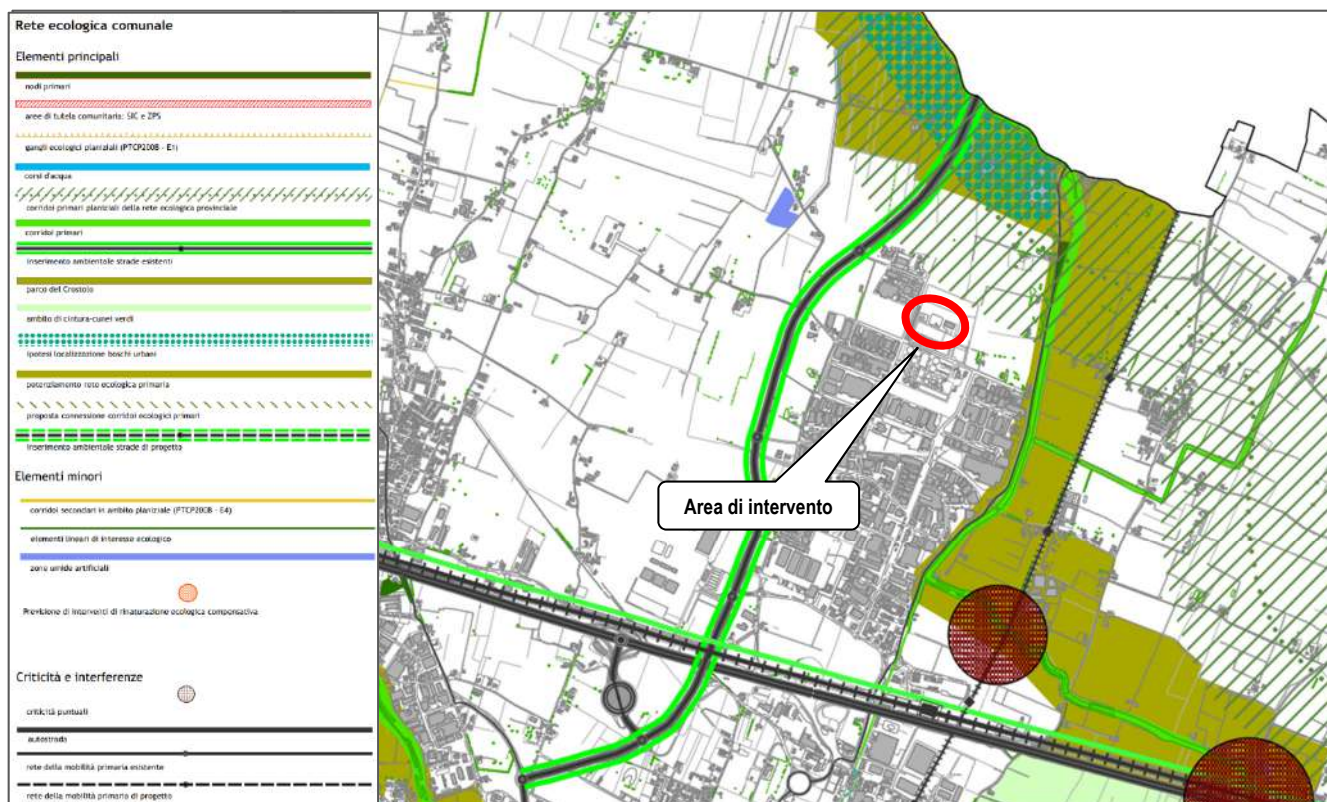 Rete ecologica comunale
Elementi principali
nodi primari
aree di tutela comunitaria: SIC e ZPS
gangli ecologici planiziali (PTCP2008 - E1)
corsi d'acqua
corridoi primari planiziali della rete ecologica provinciale
corridoi primari
inserimento ambientale strade esistenti
parco del Crostolo
ambito di cintura-cunei verdi
ipotesi localizzazione boschi urbani
potenziamento rete ecologica primaria
proposta connessione corridoi ecologici primari
inserimento ambientale strade di progetto
Elementi minori
corridoi secondari in ambito planiziale (PTCP2008 - E4)
elementi lineari di interesse ecologico
zone umide artificiali
Previsione di interventi di rinaturazione ecologica compensativa
Criticità e interferenze
criticità puntuali
autostrada
rete della mobilità primaria esistente
rete della mobilità primaria di progetto
Area di intervento